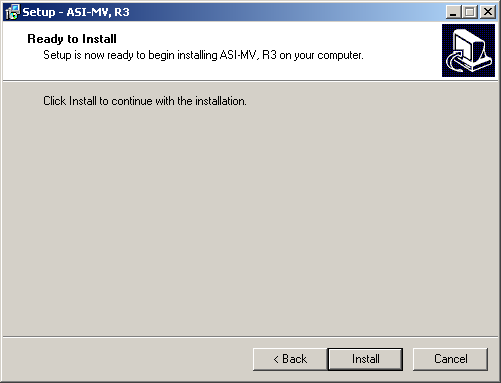 Setup - ASI-MV, R3
Ready to Install
Setup is now ready to begin installing ASI-MV, R3 on your computer.
Click Install to continue with the installation.
< Back
Install
Cancel